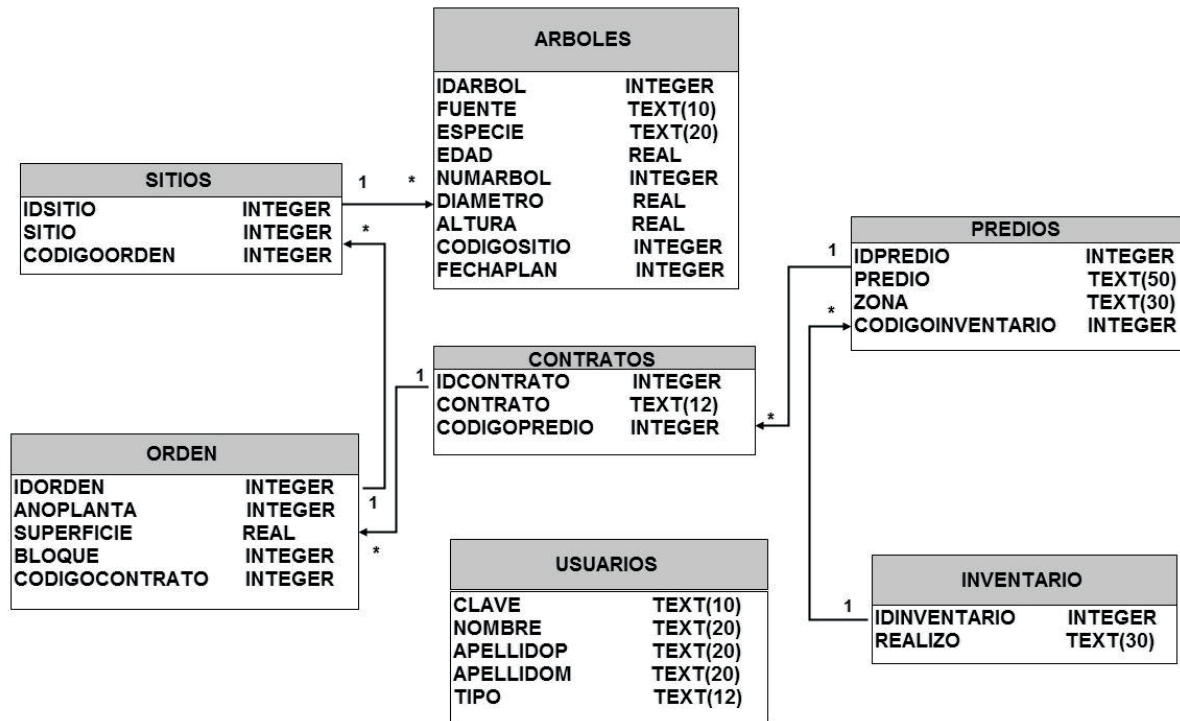 ARBOLES
IDARBOL INTEGER
FUENTE TEXT(10)
ESPECIE TEXT(20)
EDAD REAL
NUMARBOL INTEGER
DIAMETRO REAL
ALTURA REAL
CODIGOSITIO INTEGER
FECHAPLAN INTEGER
SITIOS
IDSITIO INTEGER
SITIO INTEGER
CODIGOORDEN INTEGER
1 *
*
PREDIOS
IDPREDIO INTEGER
PREDIO TEXT(50)
ZONA TEXT(30)
CODIGOINVENTARIO INTEGER
1
*
CONTRATOS
IDCONTRATO INTEGER
CONTRATO TEXT(12)
CODIGOPREDIO INTEGER
1
*
ORDEN
IDORDEN INTEGER
ANOPLANTA INTEGER
SUPERFICIE REAL
BLOQUE INTEGER
CODIGOCONTRATO INTEGER
1
*
USUARIOS
CLAVE TEXT(10)
NOMBRE TEXT(20)
APELLIDOP TEXT(20)
APELLIDOM TEXT(20)
TIPO TEXT(12)
INVENTARIO
1
IDINVENTARIO INTEGER
REALIZO TEXT(30)